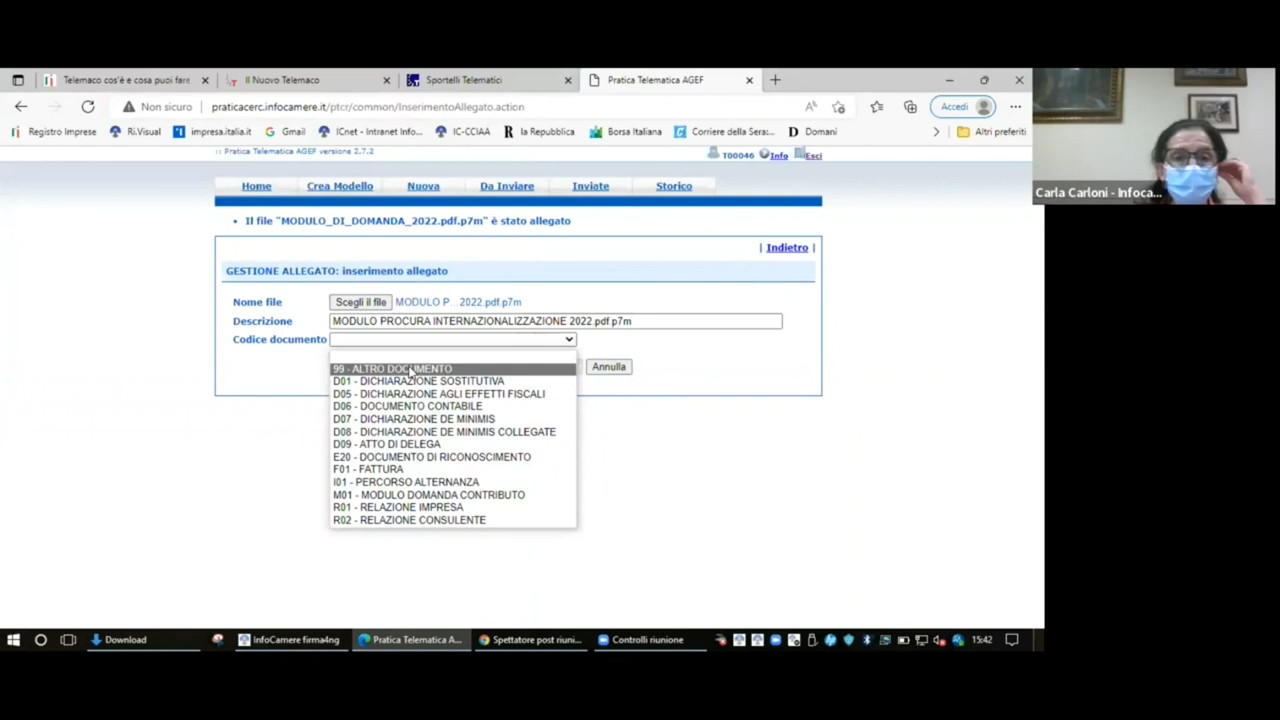 Telemaco cos'è e cosa puoi fare
Il Nuovo Telemaco
Sportelli Telematici
Pratica Telematica AGEF
Non sicuro | praticacerc.infocamere.it/ptcr/common/InserimentoAllegato.action
Accedi
Registro Imprese
Ri.Visual
impresa.italia.it
Gmail
ICnet - Intranet Info...
IC-CCIAA
la Repubblica
Borsa Italiana
Corriere della Sera:...
Domani
Altri preferiti
:: Pratica Telematica AGEF versione 2.7.2
T00046 Info Esci
Home Crea Modello Nuova Da Inviare Inviate Storico
Carla Carloni - Infoca...
• Il file "MODULO_DI_DOMANDA_2022.pdf.p7m" è stato allegato
| Indietro |
GESTIONE ALLEGATO: inserimento allegato
Nome file Scegli il file MODULO P...2022.pdf.p7m
Descrizione MODULO PROCURA INTERNAZIONALIZZAZIONE 2022.pdf.p7m
Codice documento
Annulla
99 - ALTRO DOCUMENTO
D01 - DICHIARAZIONE SOSTITUTIVA
D05 - DICHIARAZIONE AGLI EFFETTI FISCALI
D06 - DOCUMENTO CONTABILE
D07 - DICHIARAZIONE DE MINIMIS
D08 - DICHIARAZIONE DE MINIMIS COLLEGATE
D09 - ATTO DI DELEGA
E20 - DOCUMENTO DI RICONOSCIMENTO
F01 - FATTURA
I01 - PERCORSO ALTERNANZA
M01 - MODULO DOMANDA CONTRIBUTO
R01 - RELAZIONE IMPRESA
R02 - RELAZIONE CONSULENTE
Download
InfoCamere firma4ng
Pratica Telematica A...
Spettatore post riuni...
Controlli riunione
15:42